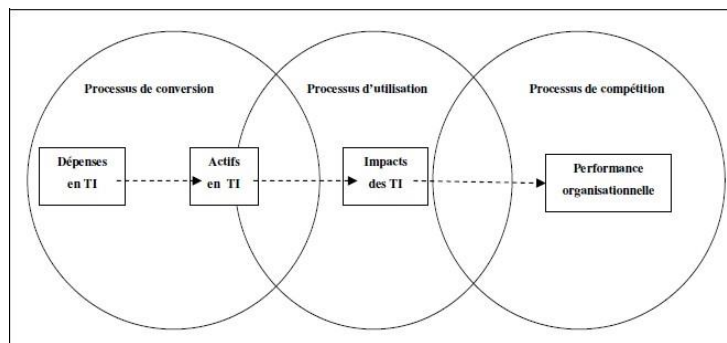 Processus de conversion
Processus d'utilisation
Processus de compétition
Dépenses
en TI
Actifs
en TI
Impacts
des TI
Performance
organisationnelle